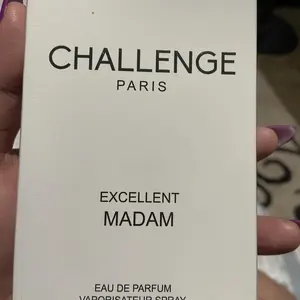 CHALLENGE
PARIS
EXCELLENT
MADAM
EAU DE PARFUM
VAPORISATEUR SPRAY